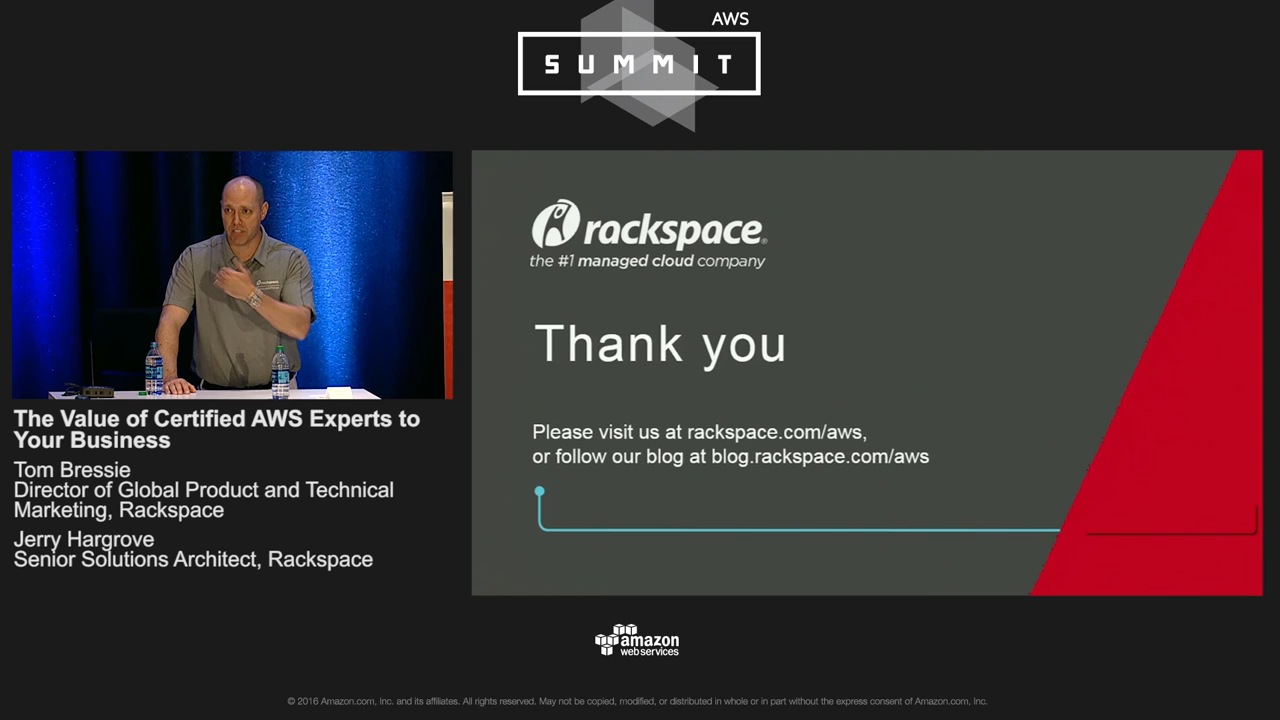 AWS
SUMMIT
rackspace
rackspace®
the #1 managed cloud company
Thank you
Please visit us at rackspace.com/aws,
or follow our blog at blog.rackspace.com/aws
The Value of Certified AWS Experts to
Your Business
Tom Bressie
Director of Global Product and Technical
Marketing, Rackspace
Jerry Hargrove
Senior Solutions Architect, Rackspace
amazon
webservices
© 2016 Amazon.com, Inc. and its affiliates. All rights reserved. May not be copied, modified, or distributed in whole or in part without the express consent of Amazon.com, Inc.